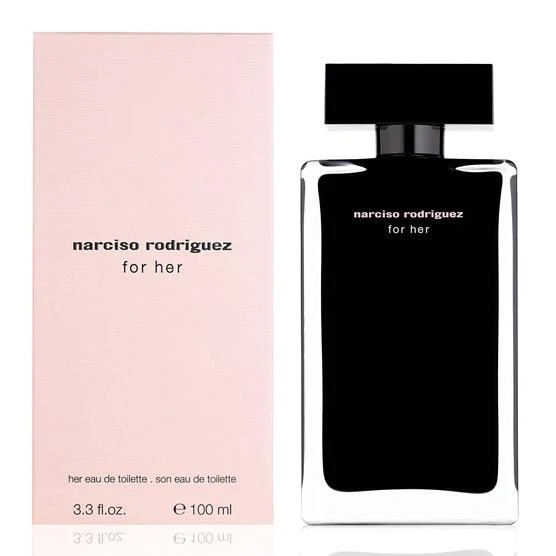 narciso rodriguez
for her
her eau de toilette . son eau de toilette
3.3 fl.oz. ℮ 100 ml
narciso rodriguez
for her